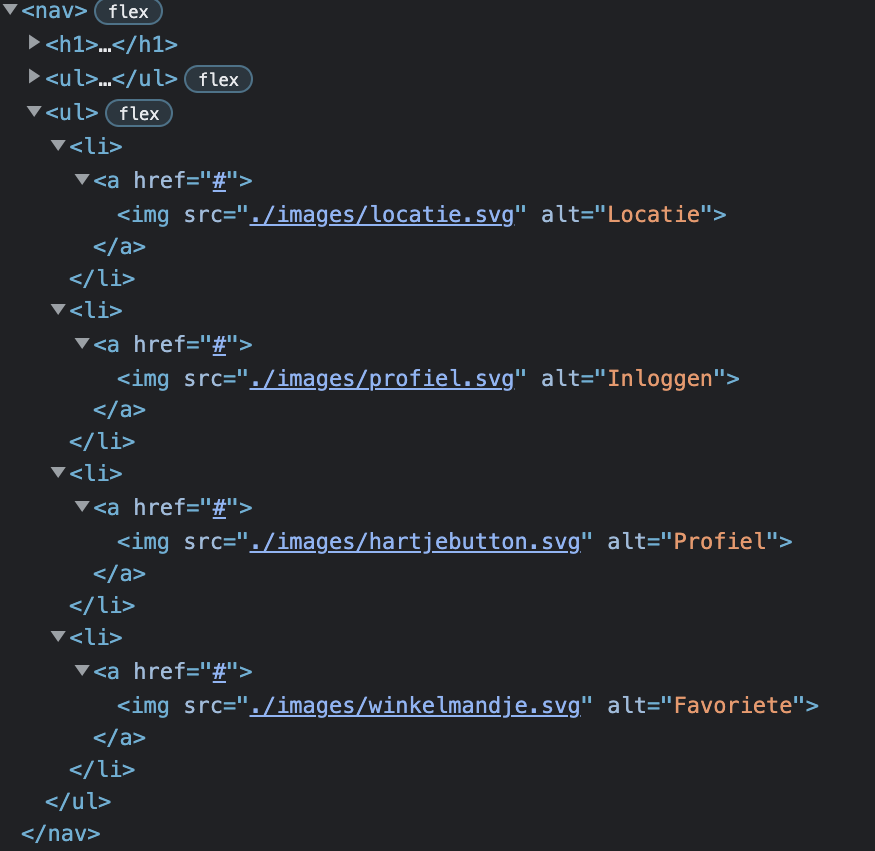 <nav> flex
<h1>…</h1>
<ul>…</ul> flex
<ul> flex
<li>
<a href="#">
<img src="./images/locatie.svg" alt="Locatie">
</a>
</li>
<li>
<a href="#">
<img src="./images/profiel.svg" alt="Inloggen">
</a>
</li>
<li>
<a href="#">
<img src="./images/hartjebutton.svg" alt="Profiel">
</a>
</li>
<li>
<a href="#">
<img src="./images/winkelmandje.svg" alt="Favoriete">
</a>
</li>
</ul>
</nav>